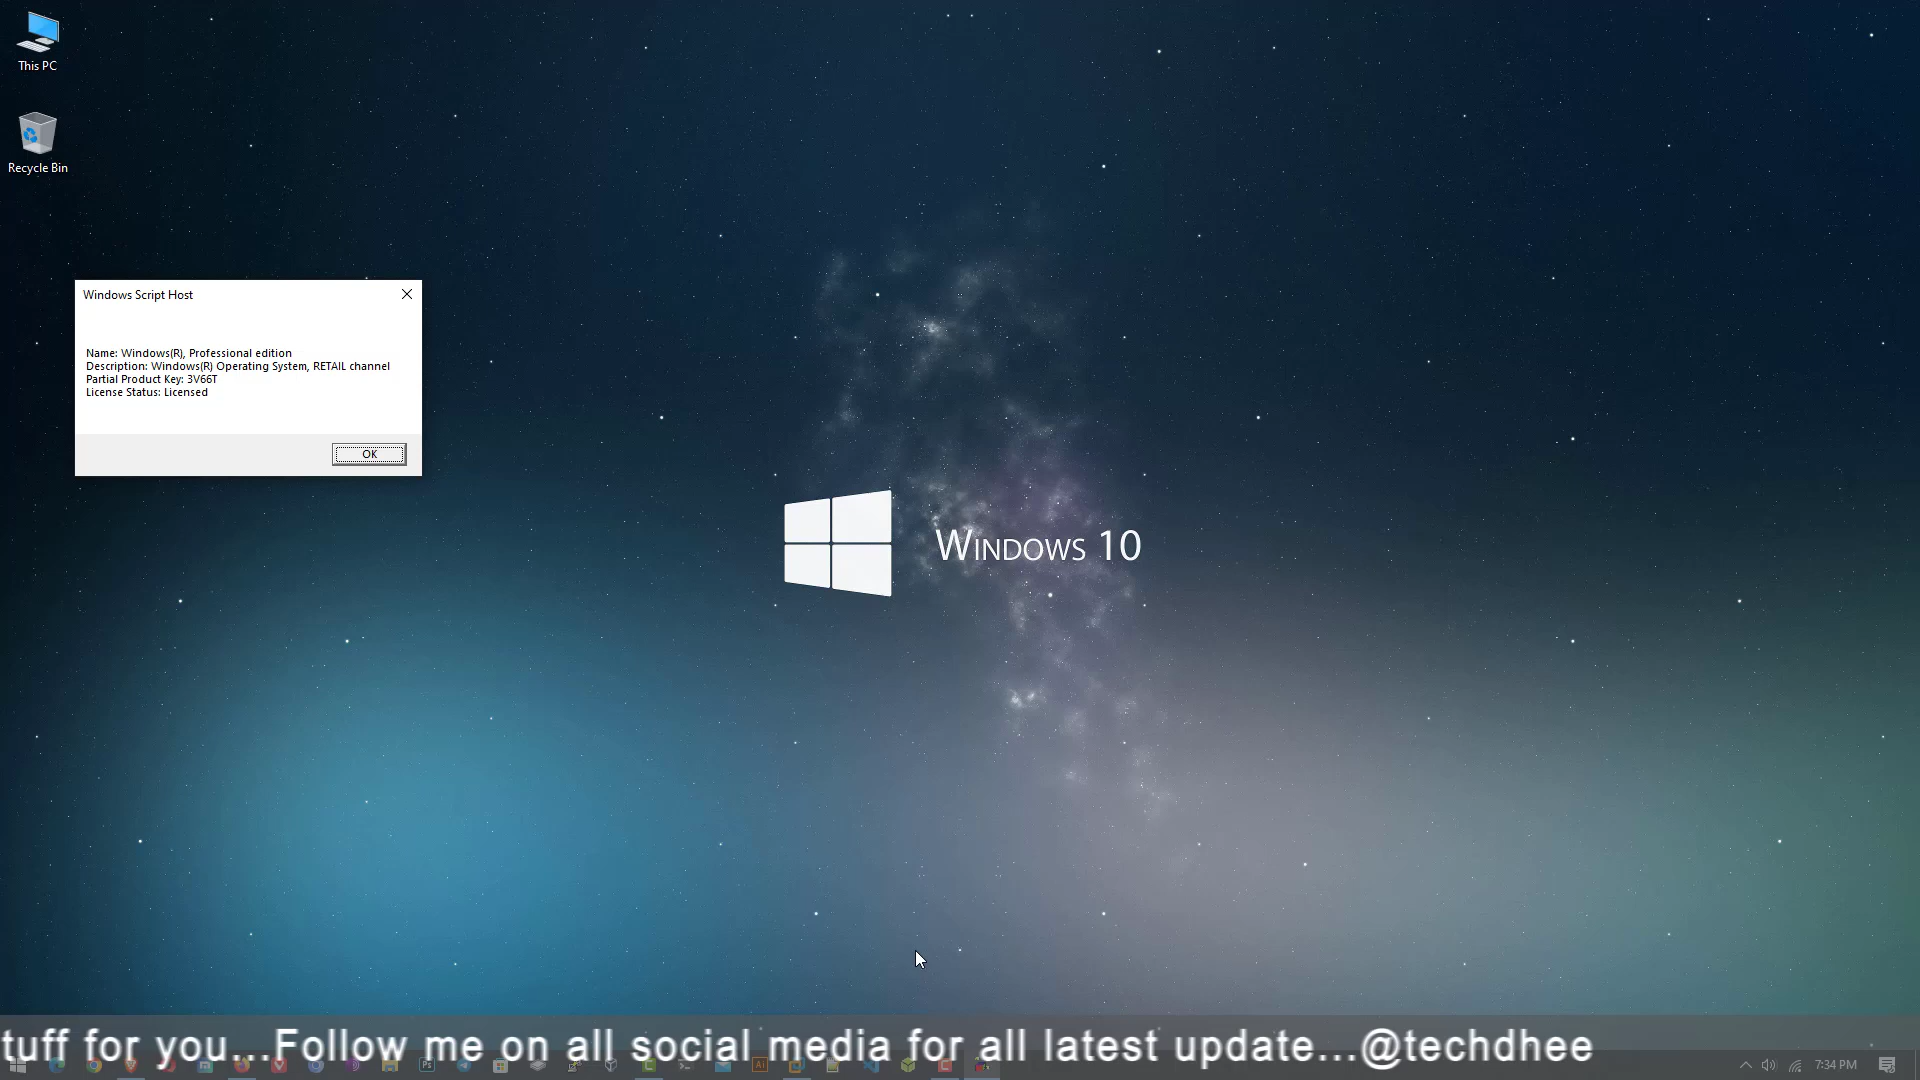 This PC
Recycle Bin
Windows Script Host
Name: Windows(R), Professional edition
Description: Windows(R) Operating System, RETAIL channel
Partial Product Key: 3V66T
License Status: Licensed
OK
Windows 10
tuff for you...Follow me on all social media for all latest update...@techdhee
7:34 PM